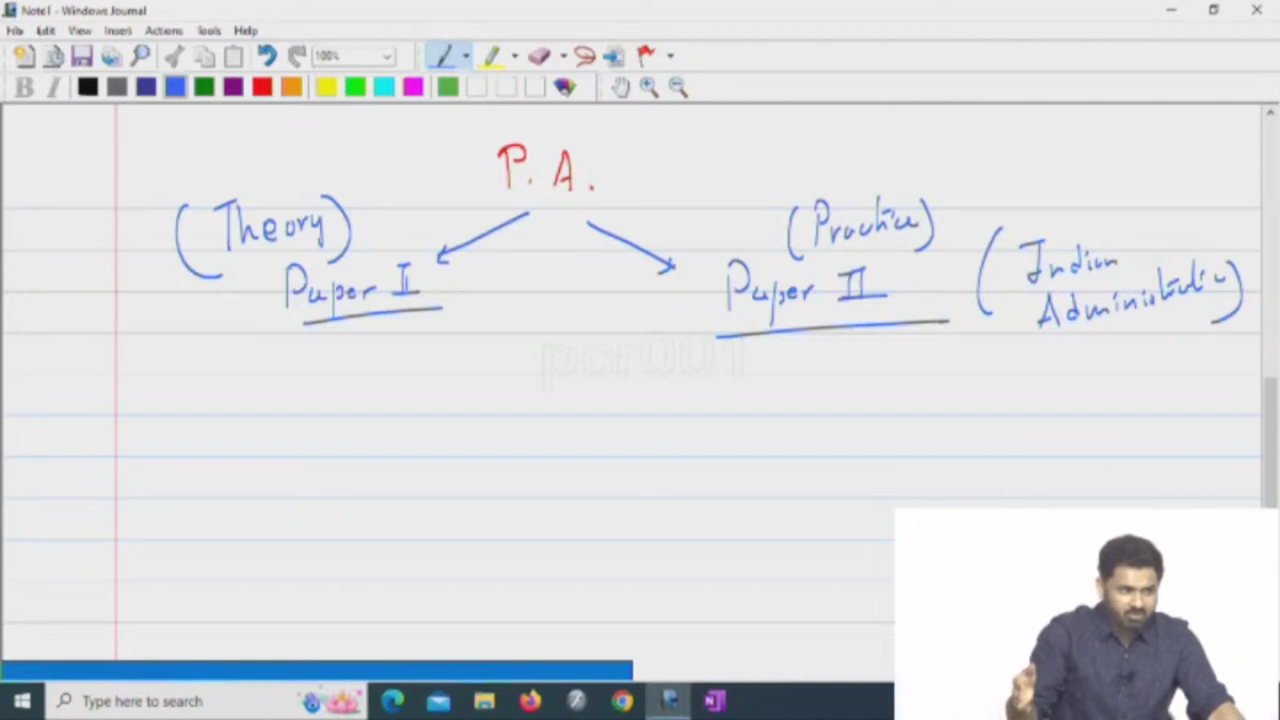 Note1 - Windows Journal
File Edit View Insert Actions Tools Help
100%
B I
P. A.
(Theory)
Paper I
(Practice)
Paper II
(Indian
Administration)
Type here to search